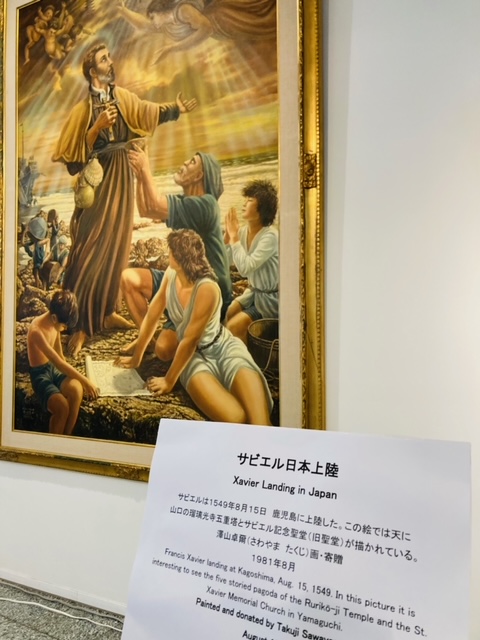 サビエル日本上陸
Xavier Landing in Japan
サビエルは1549年8月15日 鹿児島に上陸した。この絵では天に
山口の瑠璃光寺五重塔とサビエル記念聖堂(旧聖堂)が描かれている。
澤山卓爾(さわやま たくじ)画・寄贈
1981年8月
Francis Xavier landing at Kagoshima, Aug. 15, 1549. In this picture it is
interesting to see the five storied pagoda of the Rurikō-ji Temple and the St.
Xavier Memorial Church in Yamaguchi.
Painted and donated by Takuji
August